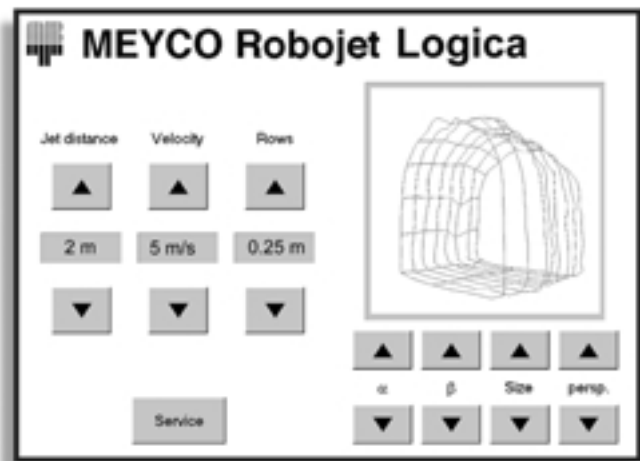 MEYCO Robojet Logica
Jet distance Velocity Rows
2 m 5 m/s 0.25 m
α β Size persp.
Service